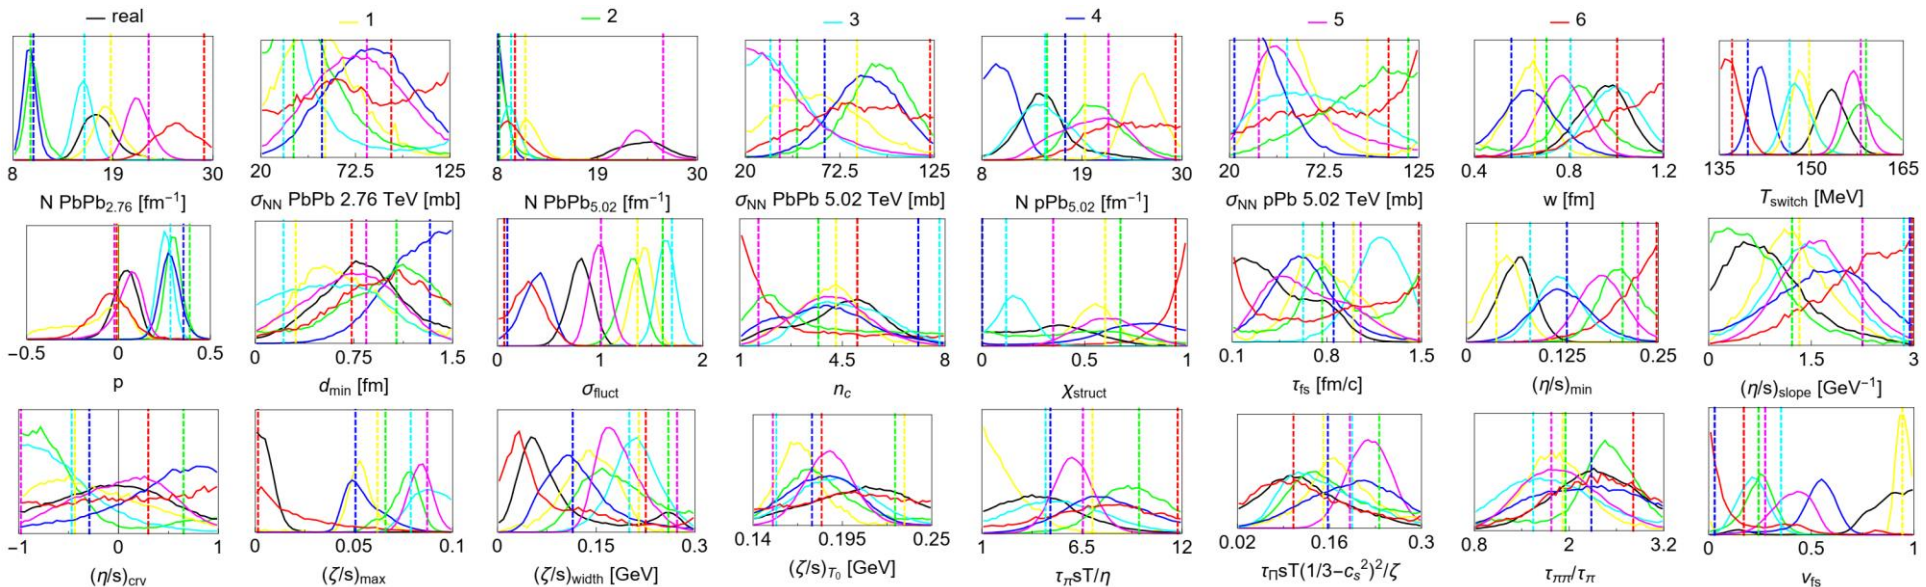 real 1 2 3 4 5 6
8 19 30 20 72.5 125 8 19 30 20 72.5 125 8 19 30 20 72.5 125 0.4 0.8 1.2 135 150 165
N PbPb₂.₇₆ [fm⁻¹] σNN PbPb 2.76 TeV [mb] N PbPb₅.₀₂ [fm⁻¹] σNN PbPb 5.02 TeV [mb] N pPb₅.₀₂ [fm⁻¹] σNN pPb 5.02 TeV [mb] w [fm] Tswitch [MeV]
−0.5 0 0.5 0 0.75 1.5 0 1 2 1 4.5 8 0 0.5 1 0.1 0.8 1.5 0 0.125 0.25 0 1.5 3
p dmin [fm] σfluct nc χstruct τfs [fm/c] (η/s)min (η/s)slope [GeV⁻¹]
−1 0 1 0 0.05 0.1 0 0.15 0.3 0.14 0.195 0.25 1 6.5 12 0.02 0.16 0.3 0.8 2 3.2 0 0.5 1
(η/s)crv (ζ/s)max (ζ/s)width [GeV] (ζ/s)T₀ [GeV] τπsT/η τΠsT(1/3−cs²)²/ζ τππ/τπ vfs